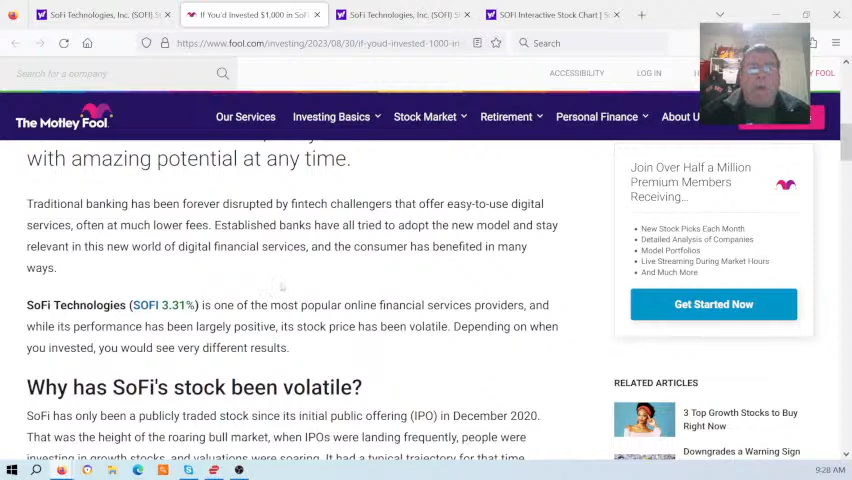 SoFi Technologies, Inc. (SOFI) S
If You'd Invested $1,000 in SoFi
SoFi Technologies, Inc. (SOFI) S
SOFI Interactive Stock Chart | S
https://www.fool.com/investing/2023/08/30/if-youd-invested-1000-in
Search
Search for a company
ACCESSIBILITY
LOG IN
FOOL
The Motley Fool.
Our Services
Investing Basics
Stock Market
Retirement
Personal Finance
About U
with amazing potential at any time.
Traditional banking has been forever disrupted by fintech challengers that offer easy-to-use digital
services, often at much lower fees. Established banks have all tried to adopt the new model and stay
relevant in this new world of digital financial services, and the consumer has benefited in many
ways.
SoFi Technologies (SOFI 3.31%) is one of the most popular online financial services providers, and
while its performance has been largely positive, its stock price has been volatile. Depending on when
you invested, you would see very different results.
Why has SoFi's stock been volatile?
SoFi has only been a publicly traded stock since its initial public offering (IPO) in December 2020.
That was the height of the roaring bull market, when IPOs were landing frequently, people were
investing in growth stocks, and valuations were soaring. It had a typical trajectory for that time
Join Over Half a Million
Premium Members
Receiving...
New Stock Picks Each Month
Detailed Analysis of Companies
Model Portfolios
Live Streaming During Market Hours
And Much More
Get Started Now
RELATED ARTICLES
3 Top Growth Stocks to Buy
Right Now
Downgrades a Warning Sign
9:28 AM